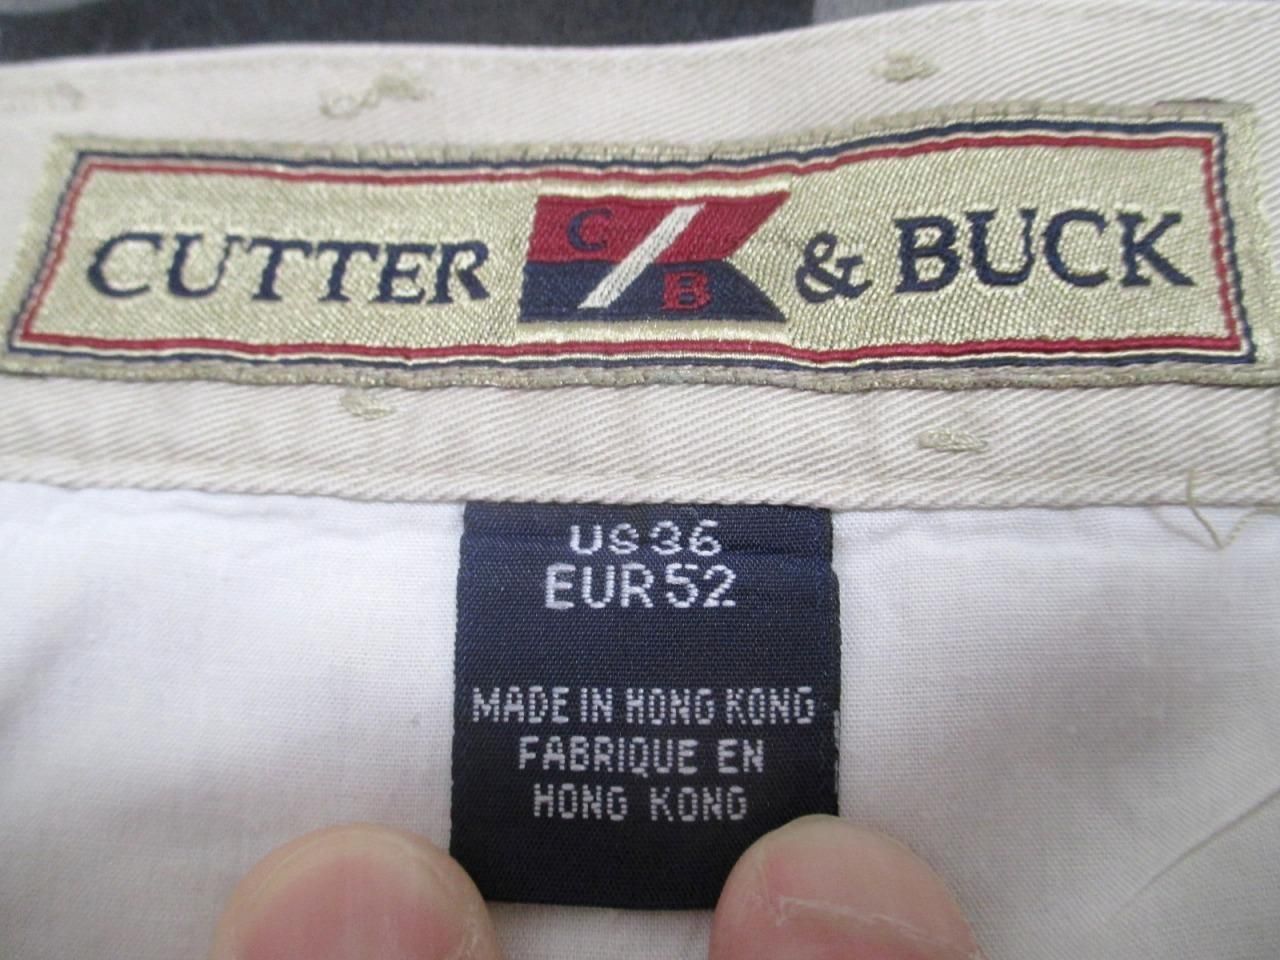 CUTTER C B & BUCK
US 36
EUR 52
MADE IN HONG KONG
FABRIQUE EN
HONG KONG